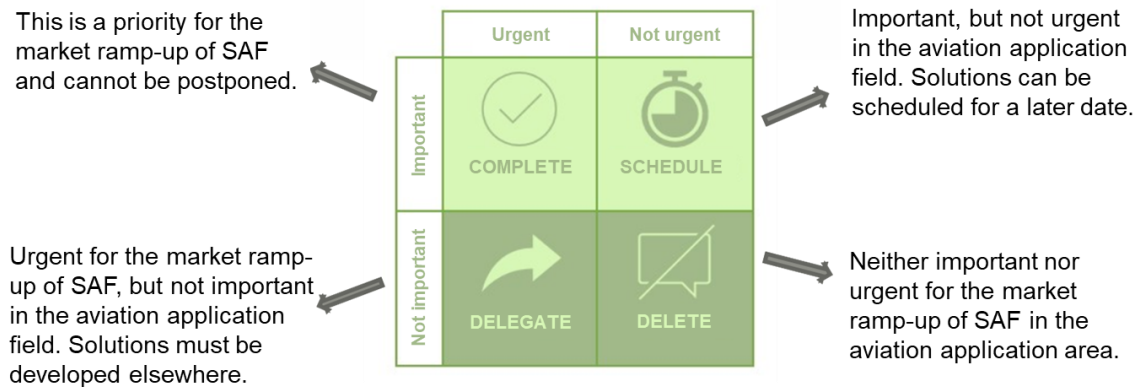 This is a priority for the
market ramp-up of SAF
and cannot be postponed.
Urgent
Not urgent
Important, but not urgent
in the aviation application
field. Solutions can be
scheduled for a later date.
Important
COMPLETE
SCHEDULE
Urgent for the market ramp-
up of SAF, but not important
in the aviation application
field. Solutions must be
developed elsewhere.
Not important
DELEGATE
DELETE
Neither important nor
urgent for the market
ramp-up of SAF in the
aviation application area.